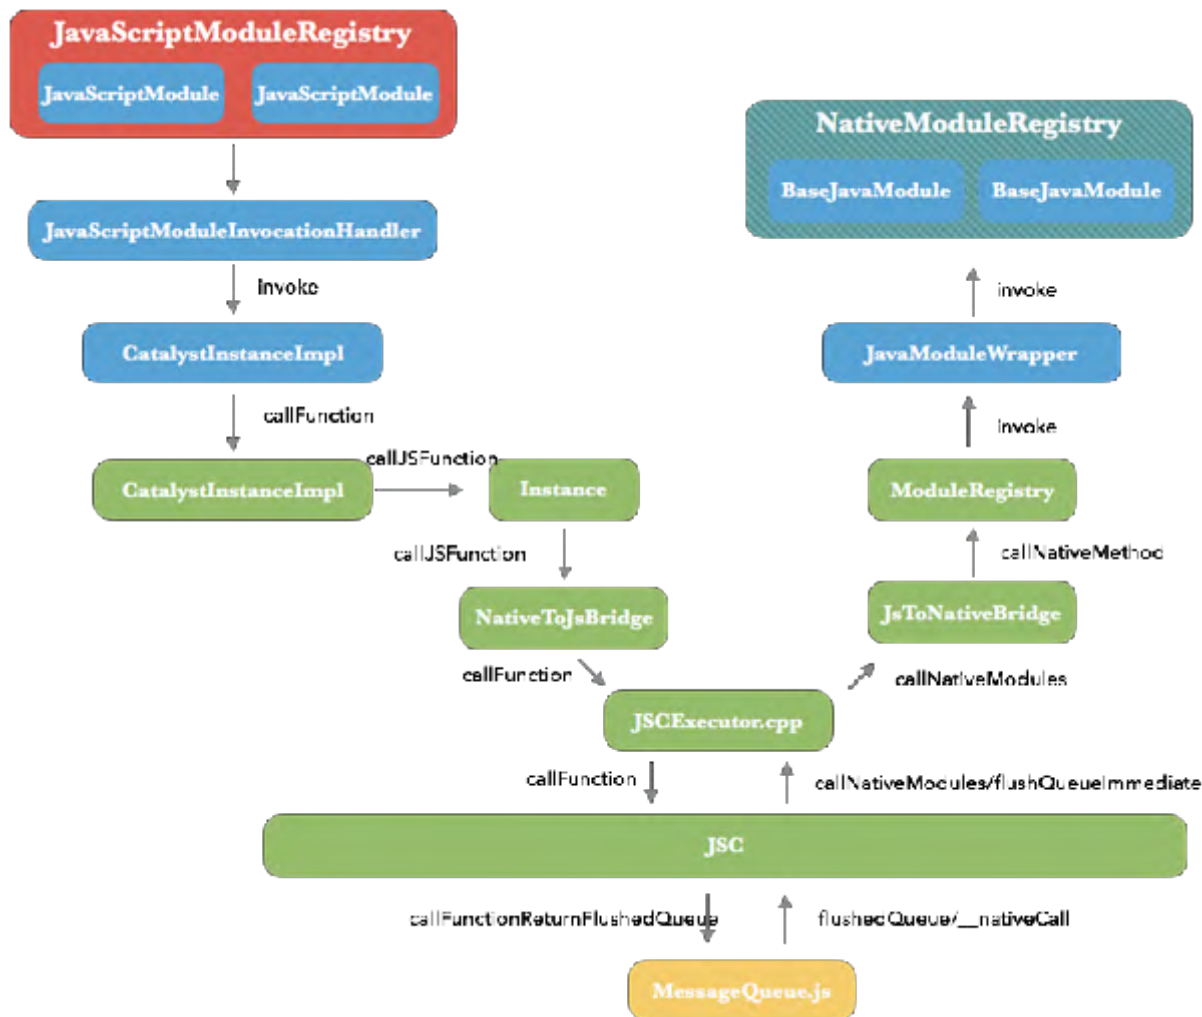 JavaScriptModuleRegistry
JavaScriptModule JavaScriptModule
NativeModuleRegistry
BaseJavaModule BaseJavaModule
JavaScriptModuleInvocationHandler
invoke
invoke
CatalystInstanceImpl
JavaModuleWrapper
callFunction
invoke
callJSFunction
CatalystInstanceImpl
Instance
ModuleRegistry
callJSFunction
callNativeMethod
NativeToJsBridge
JsToNativeBridge
callFunction
callNativeModules
JSCExecutor.cpp
callFunction
callNativeModules/flushQueueImmediate
JSC
callFunctionReturnFlushedQueue
flushedQueue/__nativeCall
MessageQueue.js